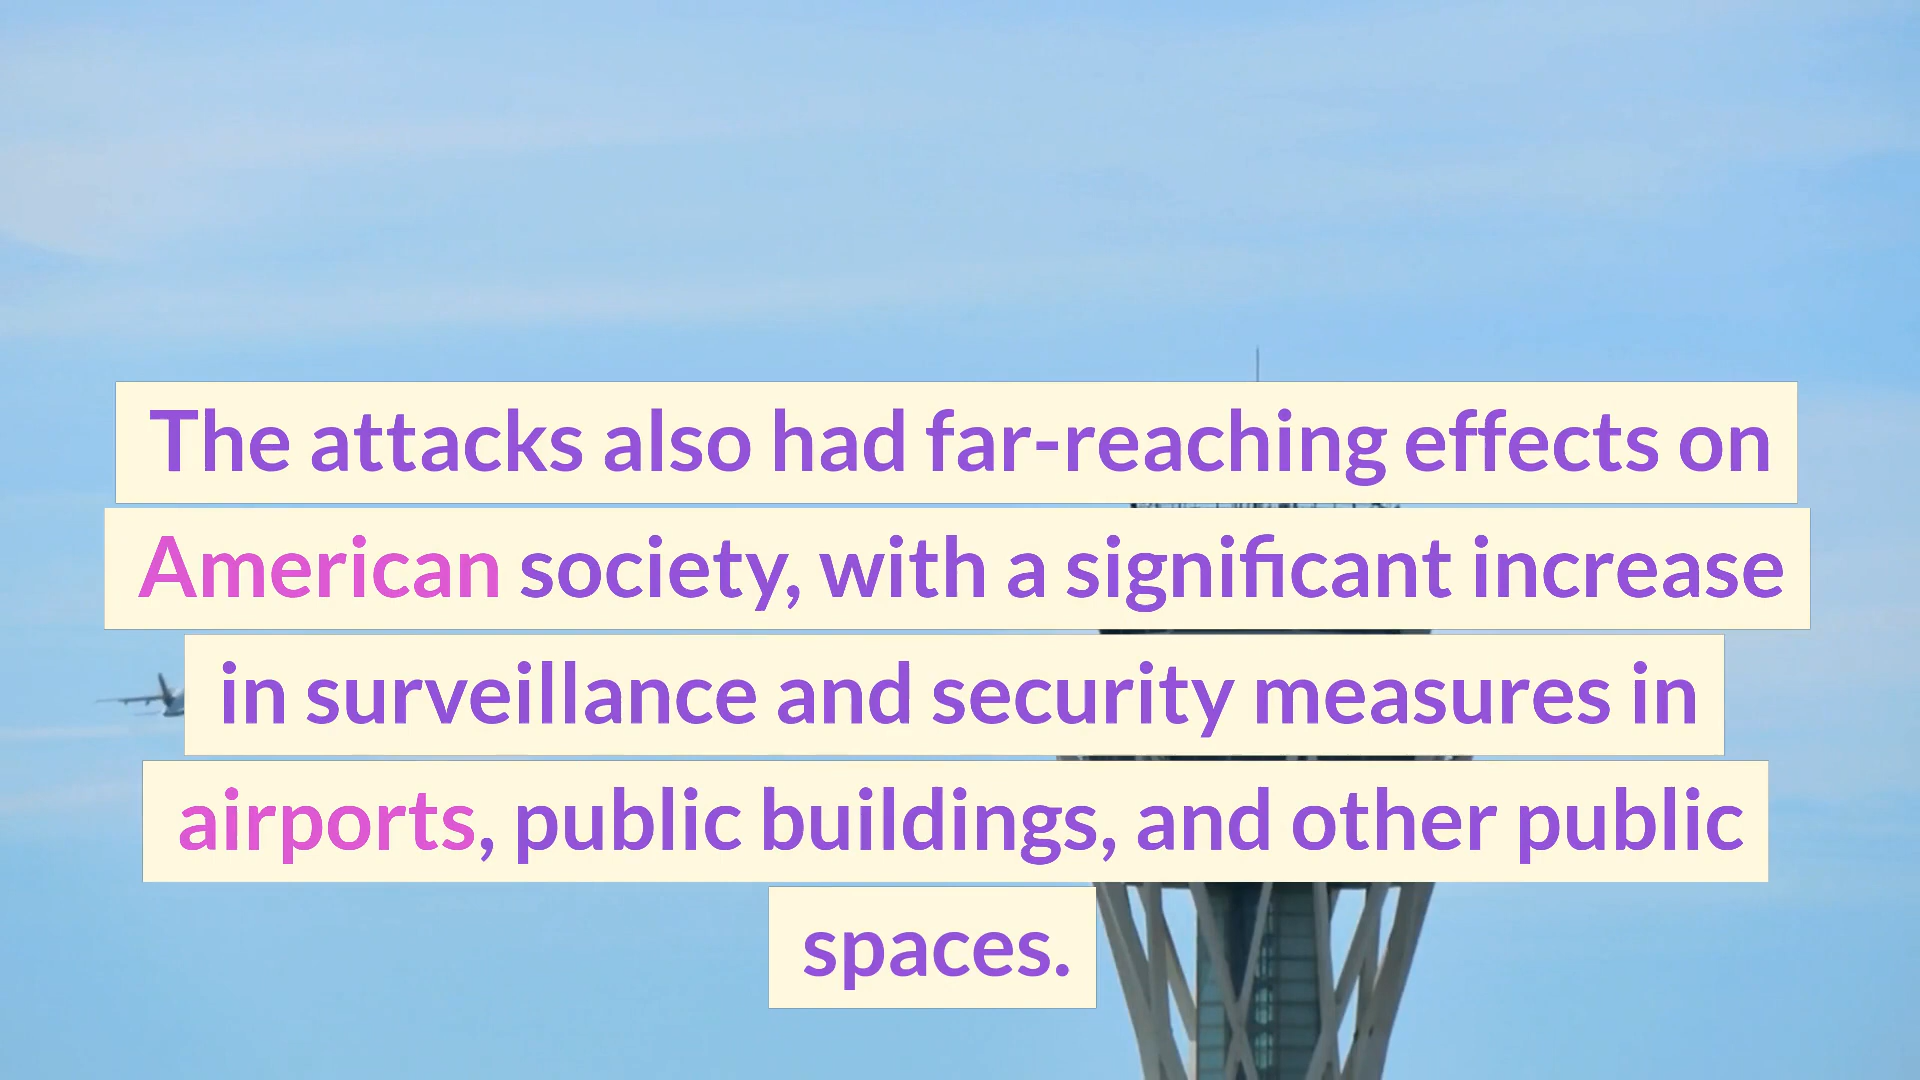 The attacks also had far-reaching effects on
American society, with a significant increase
in surveillance and security measures in
airports, public buildings, and other public
spaces.